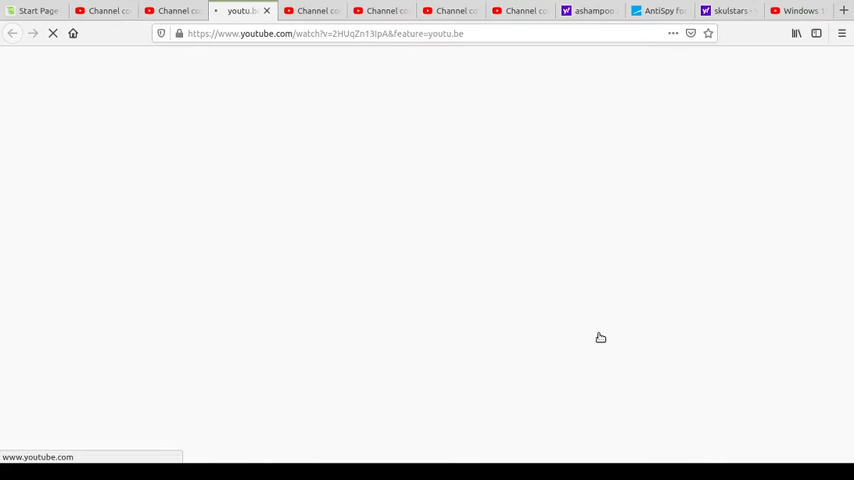 Start Page Channel co Channel co youtu.b Channel co Channel co Channel co Channel co ashampoo AntiSpy fo skulstars - Windows 1
https://www.youtube.com/watch?v=2HUqZn13IpA&feature=youtu.be
www.youtube.com